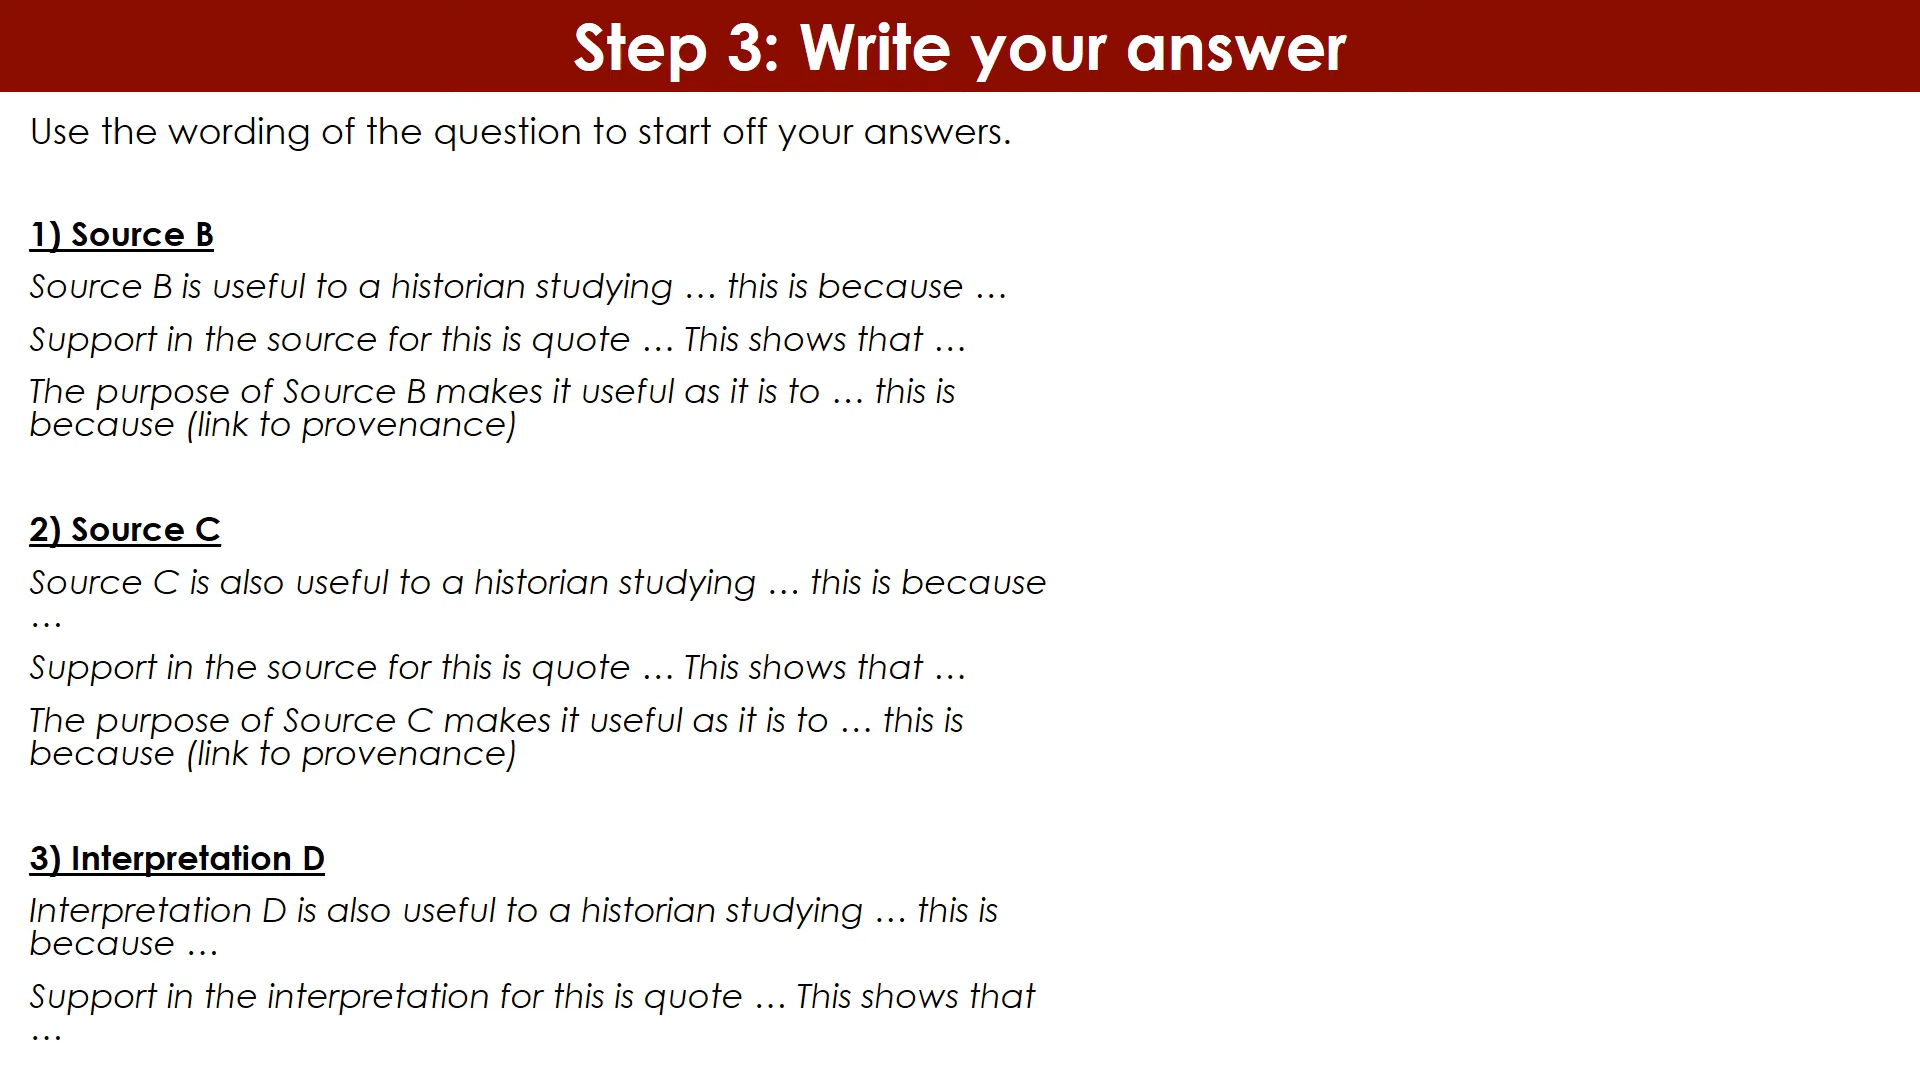 Step 3: Write your answer
Use the wording of the question to start off your answers.
1) Source B
Source B is useful to a historian studying … this is because …
Support in the source for this is quote … This shows that …
The purpose of Source B makes it useful as it is to … this is
because (link to provenance)
2) Source C
Source C is also useful to a historian studying … this is because
…
Support in the source for this is quote … This shows that …
The purpose of Source C makes it useful as it is to … this is
because (link to provenance)
3) Interpretation D
Interpretation D is also useful to a historian studying … this is
because …
Support in the interpretation for this is quote … This shows that
…